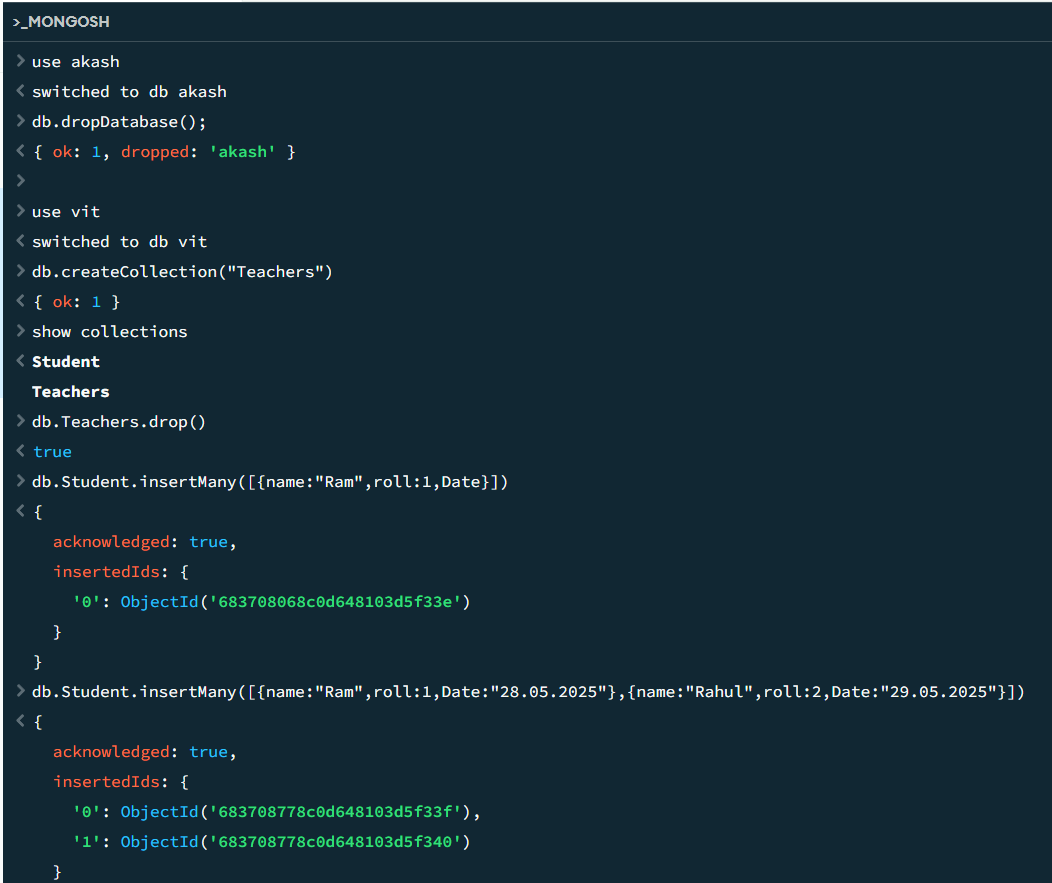 >_MONGOSH
> use akash
< switched to db akash
> db.dropDatabase();
< { ok: 1, dropped: 'akash' }
>
> use vit
< switched to db vit
> db.createCollection("Teachers")
< { ok: 1 }
> show collections
< Student
Teachers
> db.Teachers.drop()
< true
> db.Student.insertMany([{name:"Ram",roll:1,Date}])
< {
acknowledged: true,
insertedIds: {
'0': ObjectId('683708068c0d648103d5f33e')
}
}
> db.Student.insertMany([{name:"Ram",roll:1,Date:"28.05.2025"},{name:"Rahul",roll:2,Date:"29.05.2025"}])
< {
acknowledged: true,
insertedIds: {
'0': ObjectId('683708778c0d648103d5f33f'),
'1': ObjectId('683708778c0d648103d5f340')
}